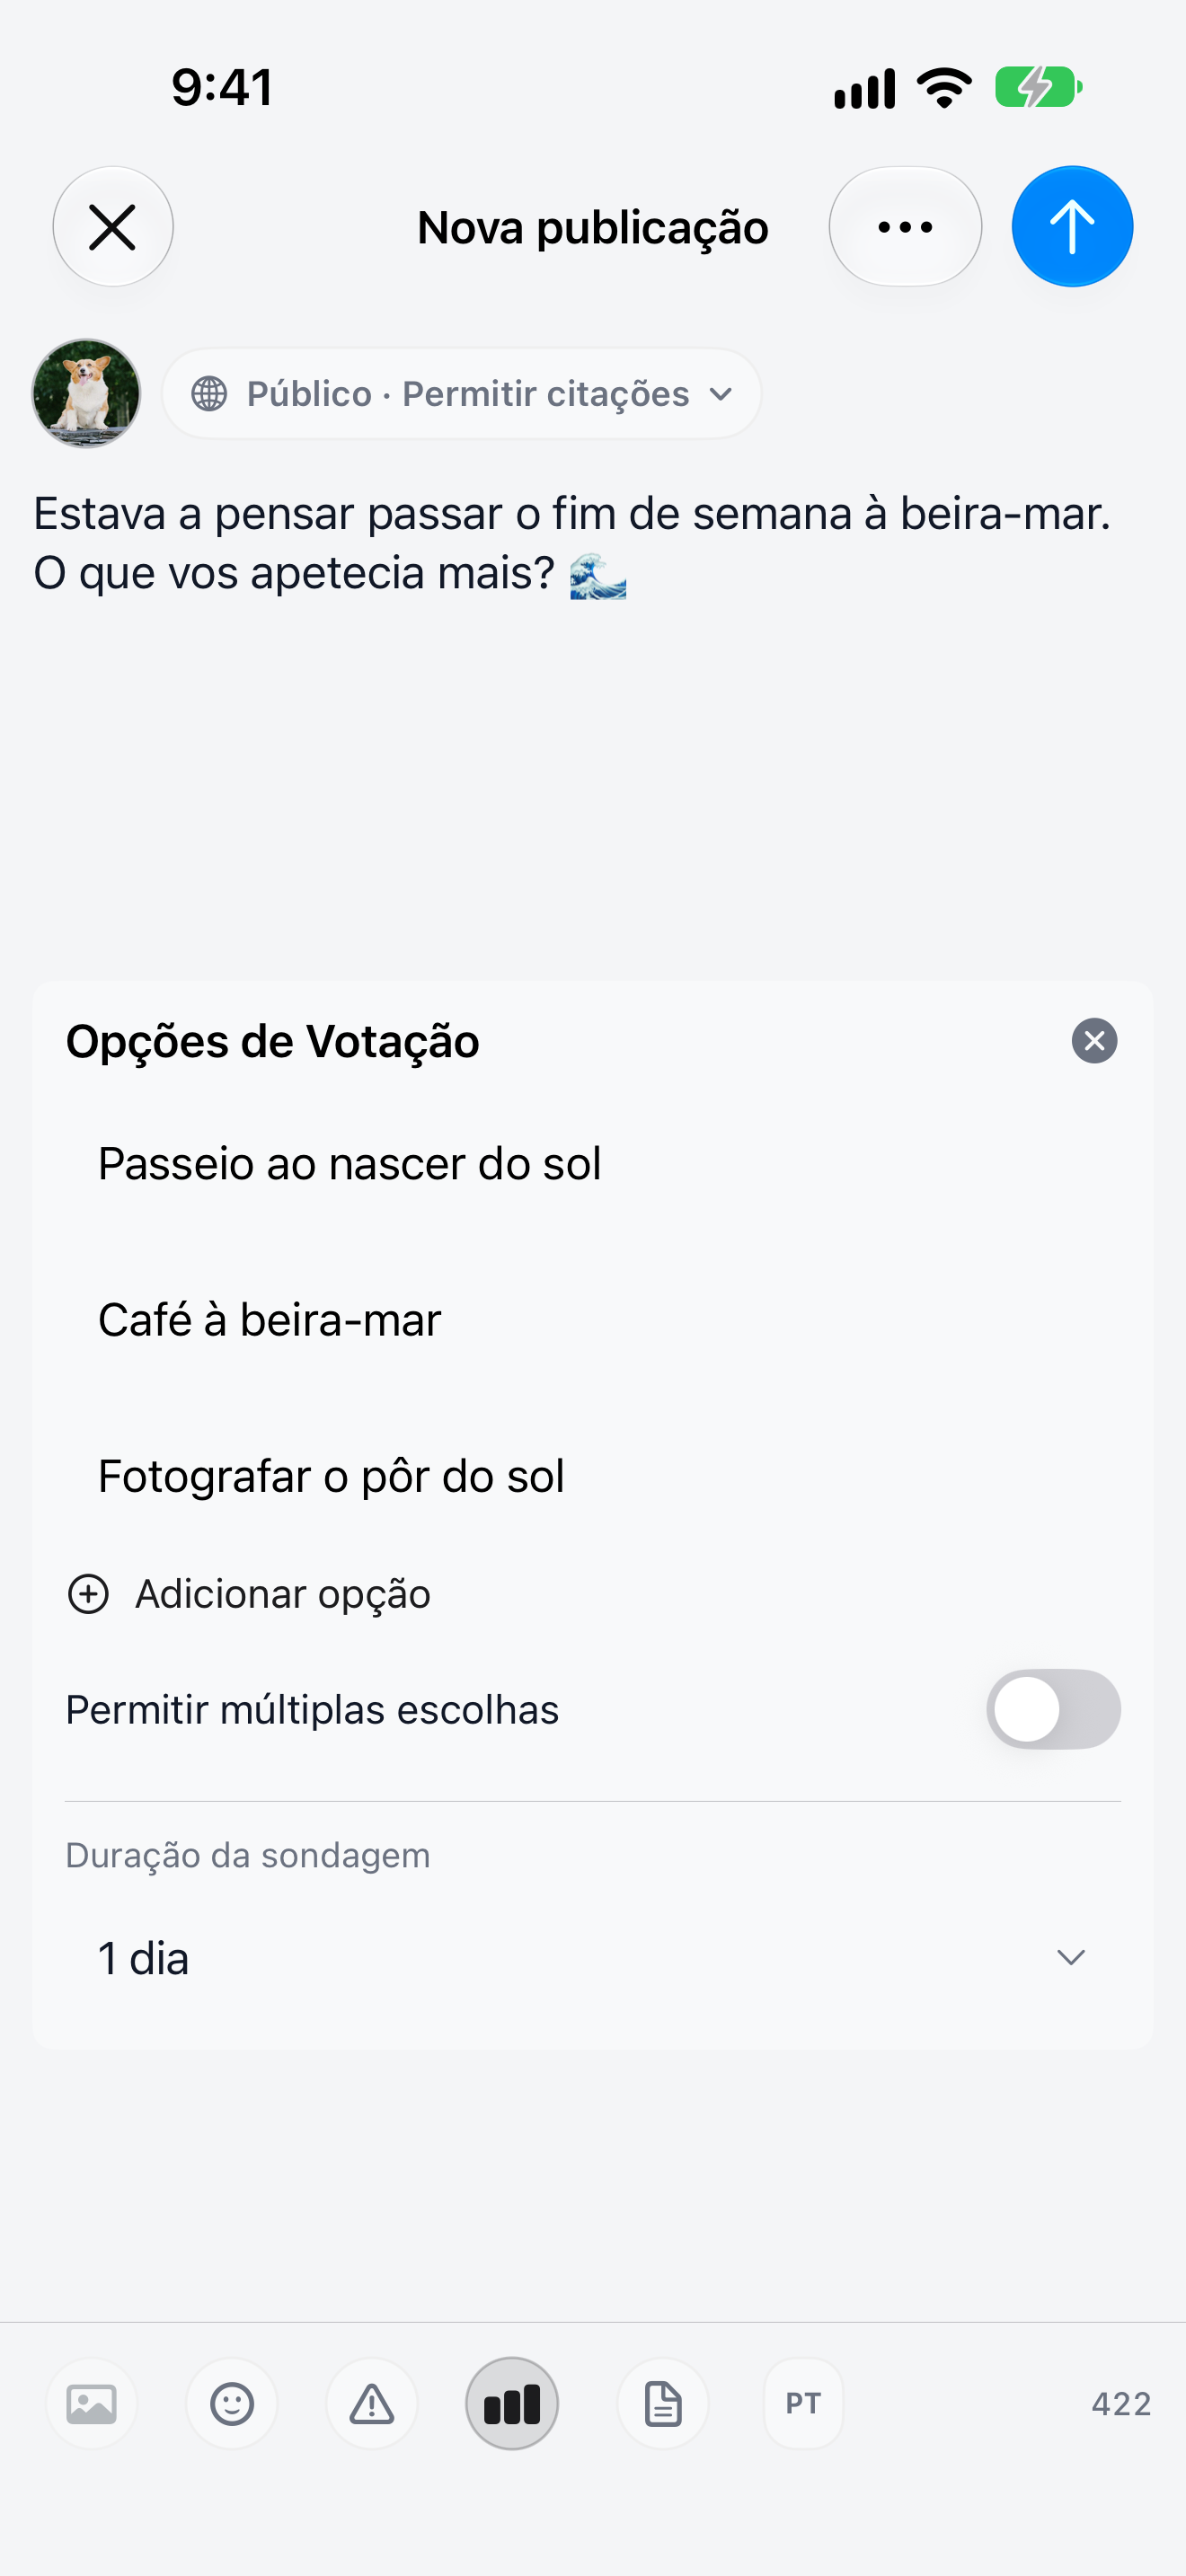 9:41
Nova publicação
Público · Permitir citações
Estava a pensar passar o fim de semana à beira-mar.
O que vos apetecia mais? 🌊
Opções de Votação
Passeio ao nascer do sol
Café à beira-mar
Fotografar o pôr do sol
Adicionar opção
Permitir múltiplas escolhas
Duração da sondagem
1 dia
PT
422